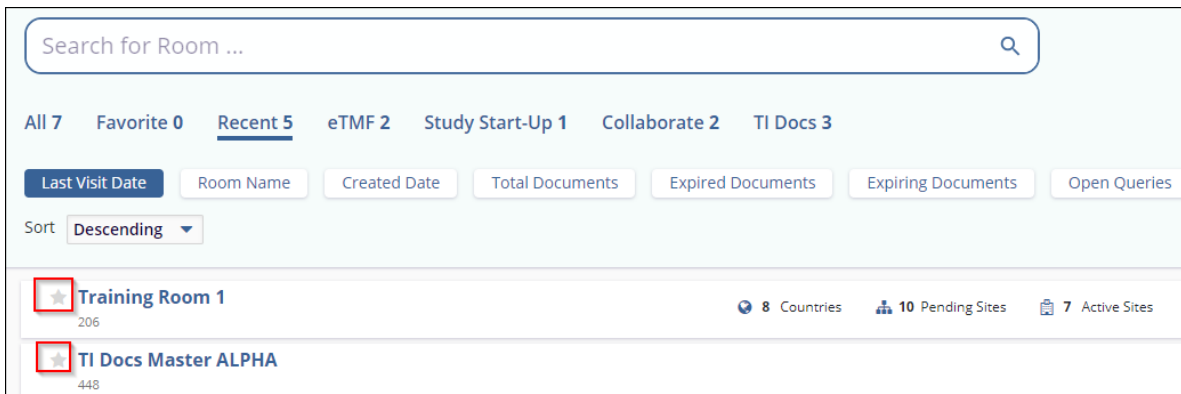 Search for Room ...
All 7 Favorite 0 Recent 5 eTMF 2 Study Start-Up 1 Collaborate 2 TI Docs 3
Last Visit Date Room Name Created Date Total Documents Expired Documents Expiring Documents Open Queries
Sort Descending
Training Room 1 8 Countries 10 Pending Sites 7 Active Sites
206
TI Docs Master ALPHA
448